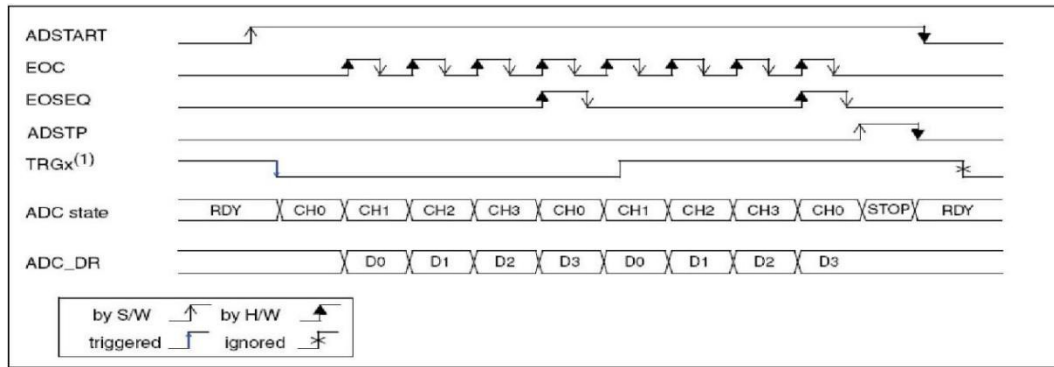 ADSTART
EOC
EOSEQ
ADSTP
TRGx(1)
ADC state RDY CH0 CH1 CH2 CH3 CH0 CH1 CH2 CH3 CH0 STOP RDY
ADC_DR D0 D1 D2 D3 D0 D1 D2 D3
by S/W by H/W
triggered ignored